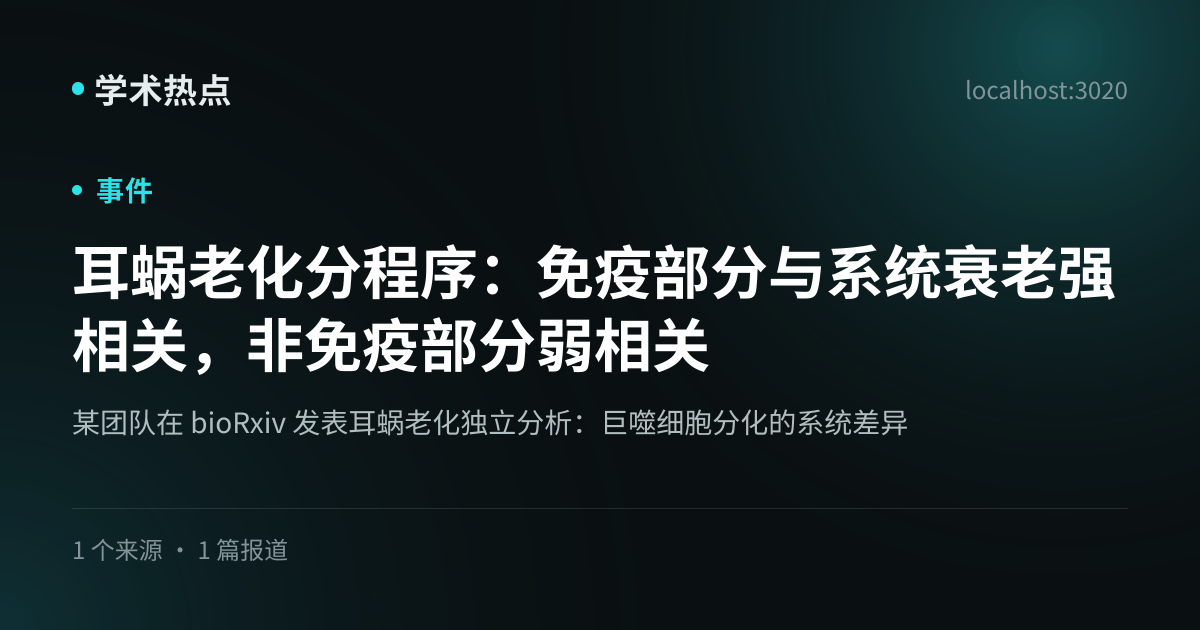 学术热点
localhost:3020
事件
耳蜗老化分程序：免疫部分与系统衰老强
相关，非免疫部分弱相关
某团队在 bioRxiv 发表耳蜗老化独立分析：巨噬细胞分化的系统差异
1 个来源 · 1 篇报道